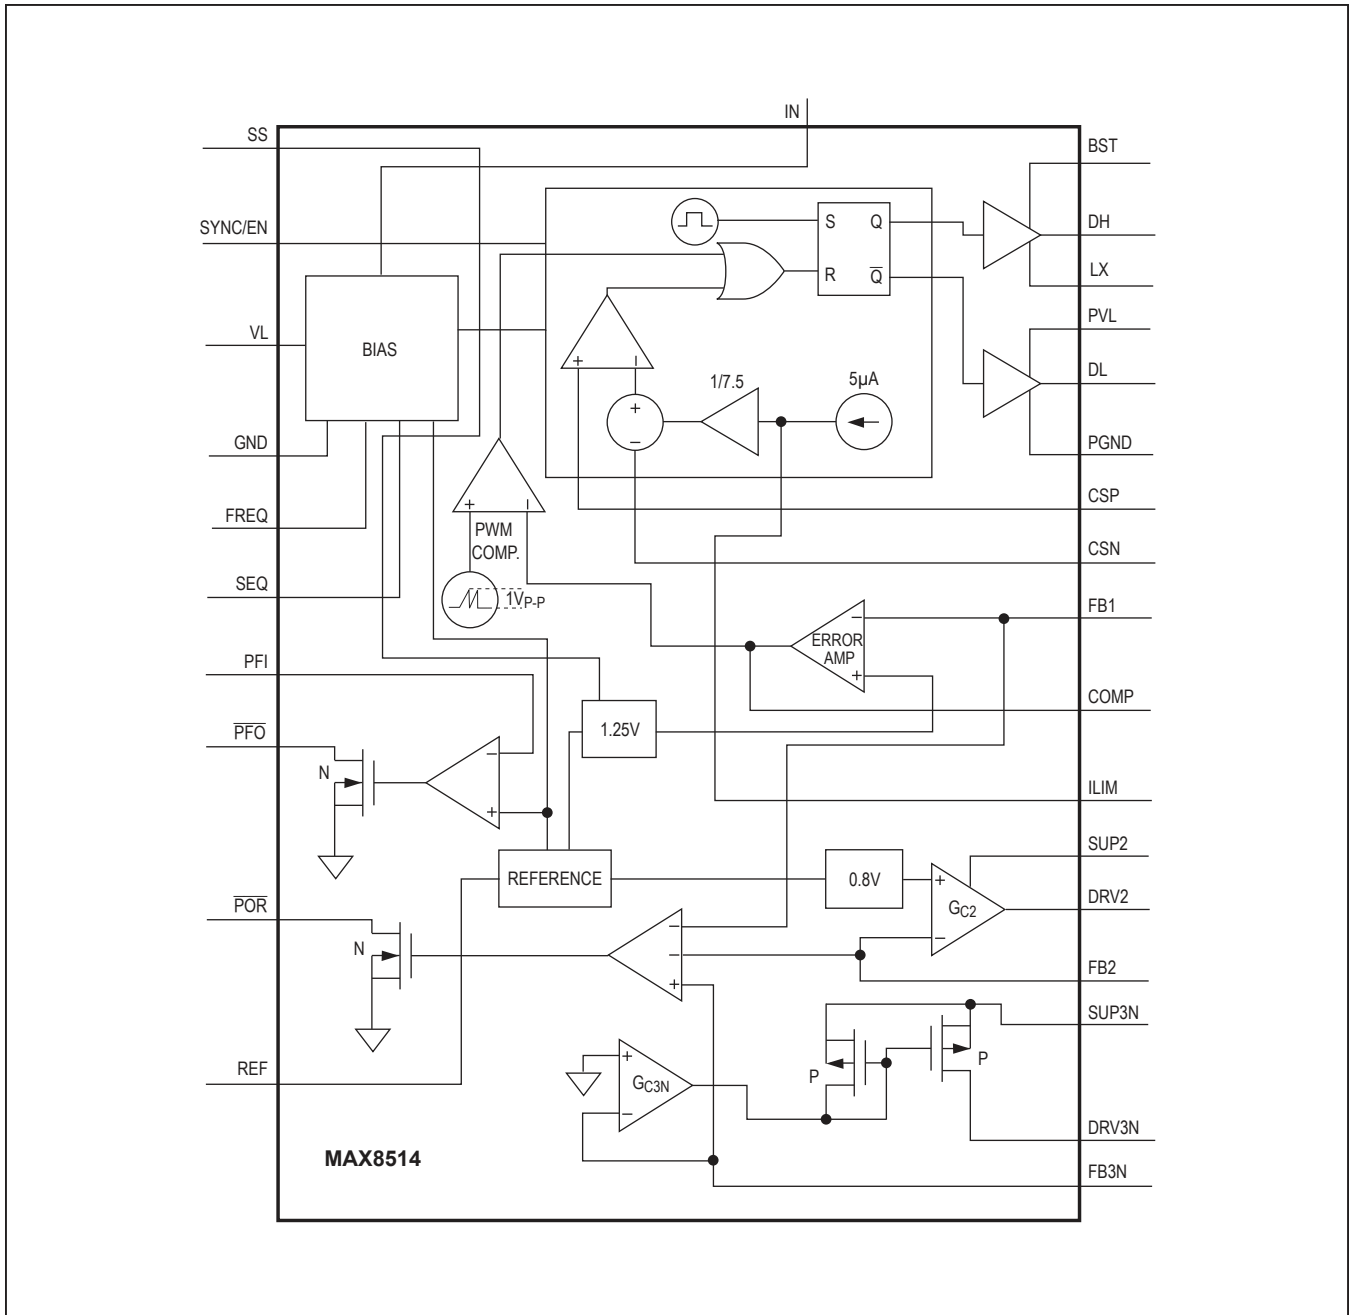 IN
SS
BST
SYNC/EN
S Q
DH
R Q̅
LX
VL
BIAS
PVL
1/7.5
5µA
DL
+ −
+
−
GND
PGND
+ −
CSP
FREQ
PWM
COMP.
CSN
SEQ
1VP-P
FB1
−
ERROR
AMP
+
PFI
COMP
P̅F̅O̅
1.25V
N
−
+
ILIM
SUP2
REFERENCE
0.8V
+
GC2
−
DRV2
P̅O̅R̅
N
−
−
+
FB2
SUP3N
REF
+
GC3N
−
P
P
DRV3N
MAX8514
FB3N